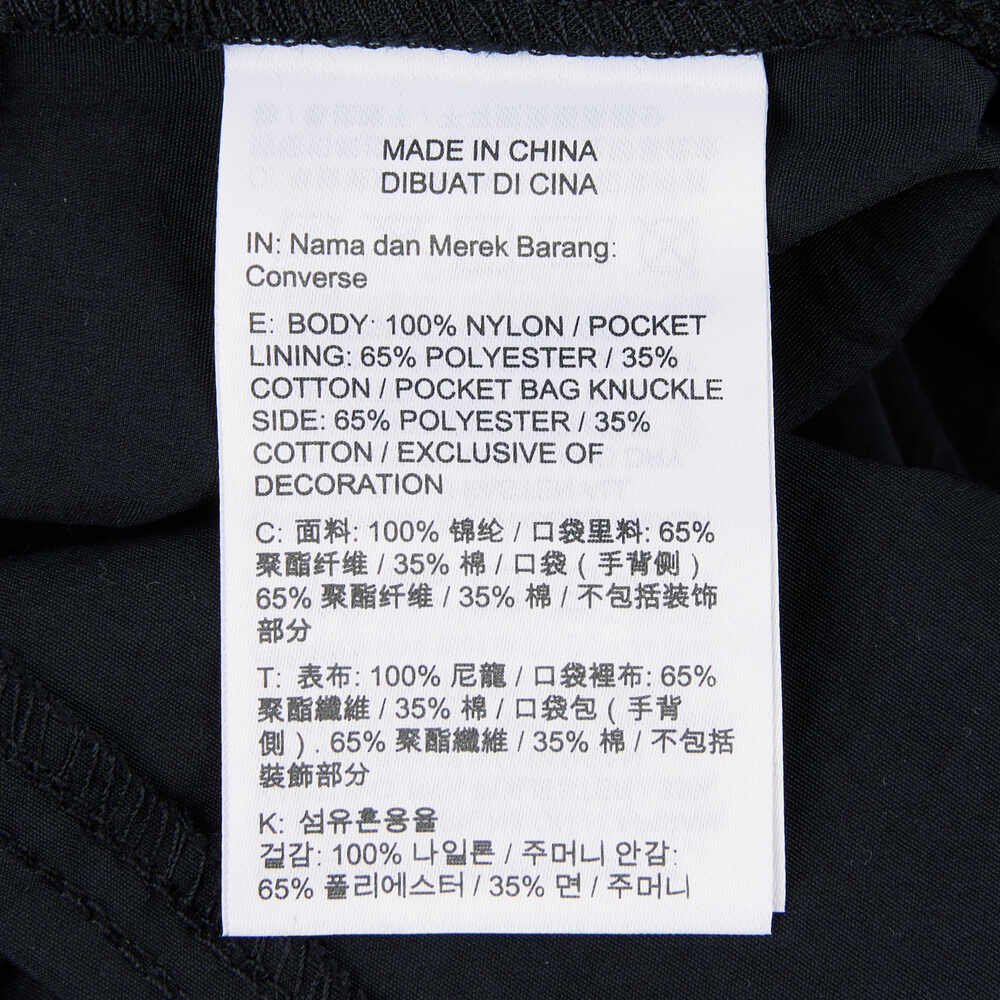 MADE IN CHINA
DIBUAT DI CINA
IN: Nama dan Merek Barang:
Converse
E: BODY: 100% NYLON / POCKET
LINING: 65% POLYESTER / 35%
COTTON / POCKET BAG KNUCKLE
SIDE: 65% POLYESTER / 35%
COTTON / EXCLUSIVE OF
DECORATION
C: 面料: 100% 锦纶 / 口袋里料: 65%
聚酯纤维 / 35% 棉 / 口袋 ( 手背侧 )
65% 聚酯纤维 / 35% 棉 / 不包括装饰
部分
T: 表布: 100% 尼龍 / 口袋裡布: 65%
聚酯纖維 / 35% 棉 / 口袋包 ( 手背
側 ) . 65% 聚酯纖維 / 35% 棉 / 不包括
裝飾部分
K: 섬유혼용율
겉감: 100% 나일론 / 주머니 안감:
65% 폴리에스터 / 35% 면 / 주머니